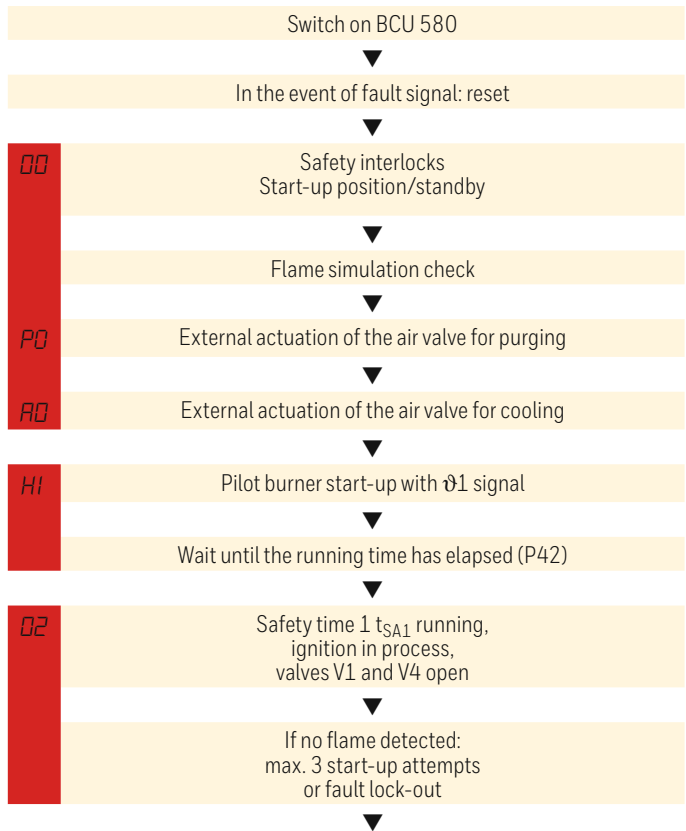 Switch on BCU 580
▼
In the event of fault signal: reset
▼
00
Safety interlocks
Start-up position/standby
▼
Flame simulation check
▼
P0
External actuation of the air valve for purging
▼
A0
External actuation of the air valve for cooling
▼
H1
Pilot burner start-up with ϑ1 signal
▼
Wait until the running time has elapsed (P42)
▼
02
Safety time 1 tSA1 running,
ignition in process,
valves V1 and V4 open
▼
If no flame detected:
max. 3 start-up attempts
or fault lock-out
▼